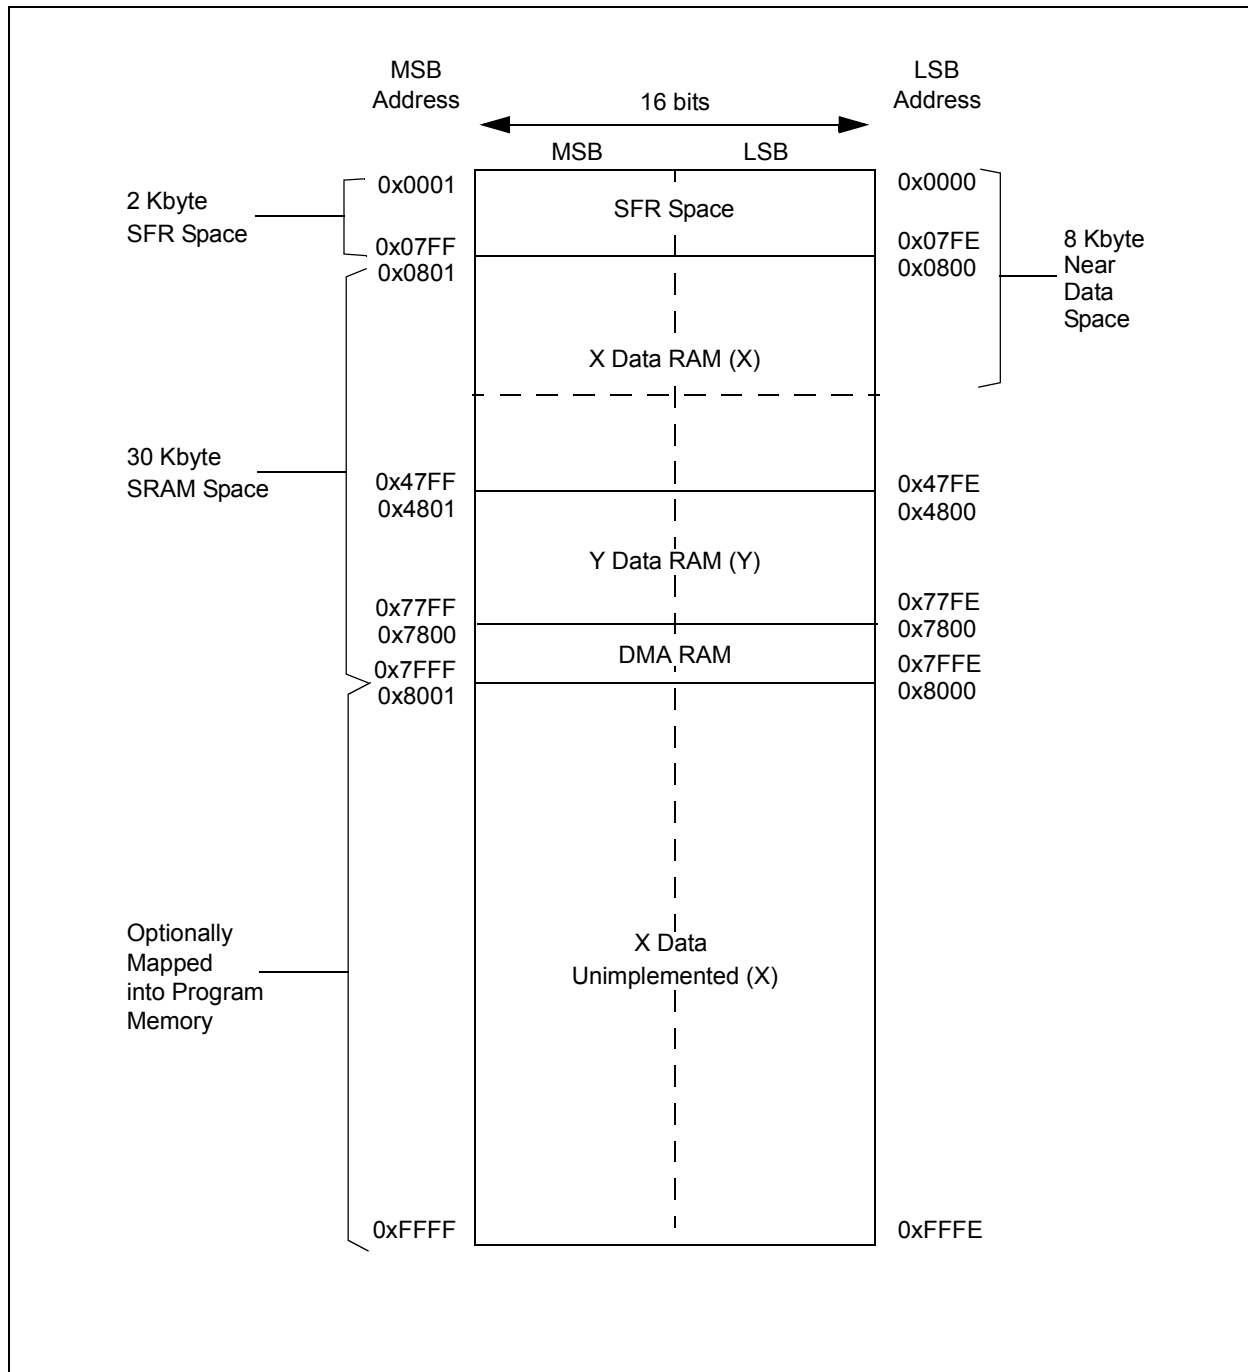 MSB
Address
LSB
Address
16 bits
MSB
LSB
0x0001
0x0000
2 Kbyte
SFR Space
SFR Space
0x07FF
0x07FE
0x0801
0x0800
8 Kbyte
Near
Data
Space
X Data RAM (X)
30 Kbyte
SRAM Space
0x47FF
0x47FE
0x4801
0x4800
Y Data RAM (Y)
0x77FF
0x77FE
0x7800
0x7800
DMA RAM
0x7FFF
0x7FFE
0x8001
0x8000
Optionally
Mapped
into Program
Memory
X Data
Unimplemented (X)
0xFFFF
0xFFFE